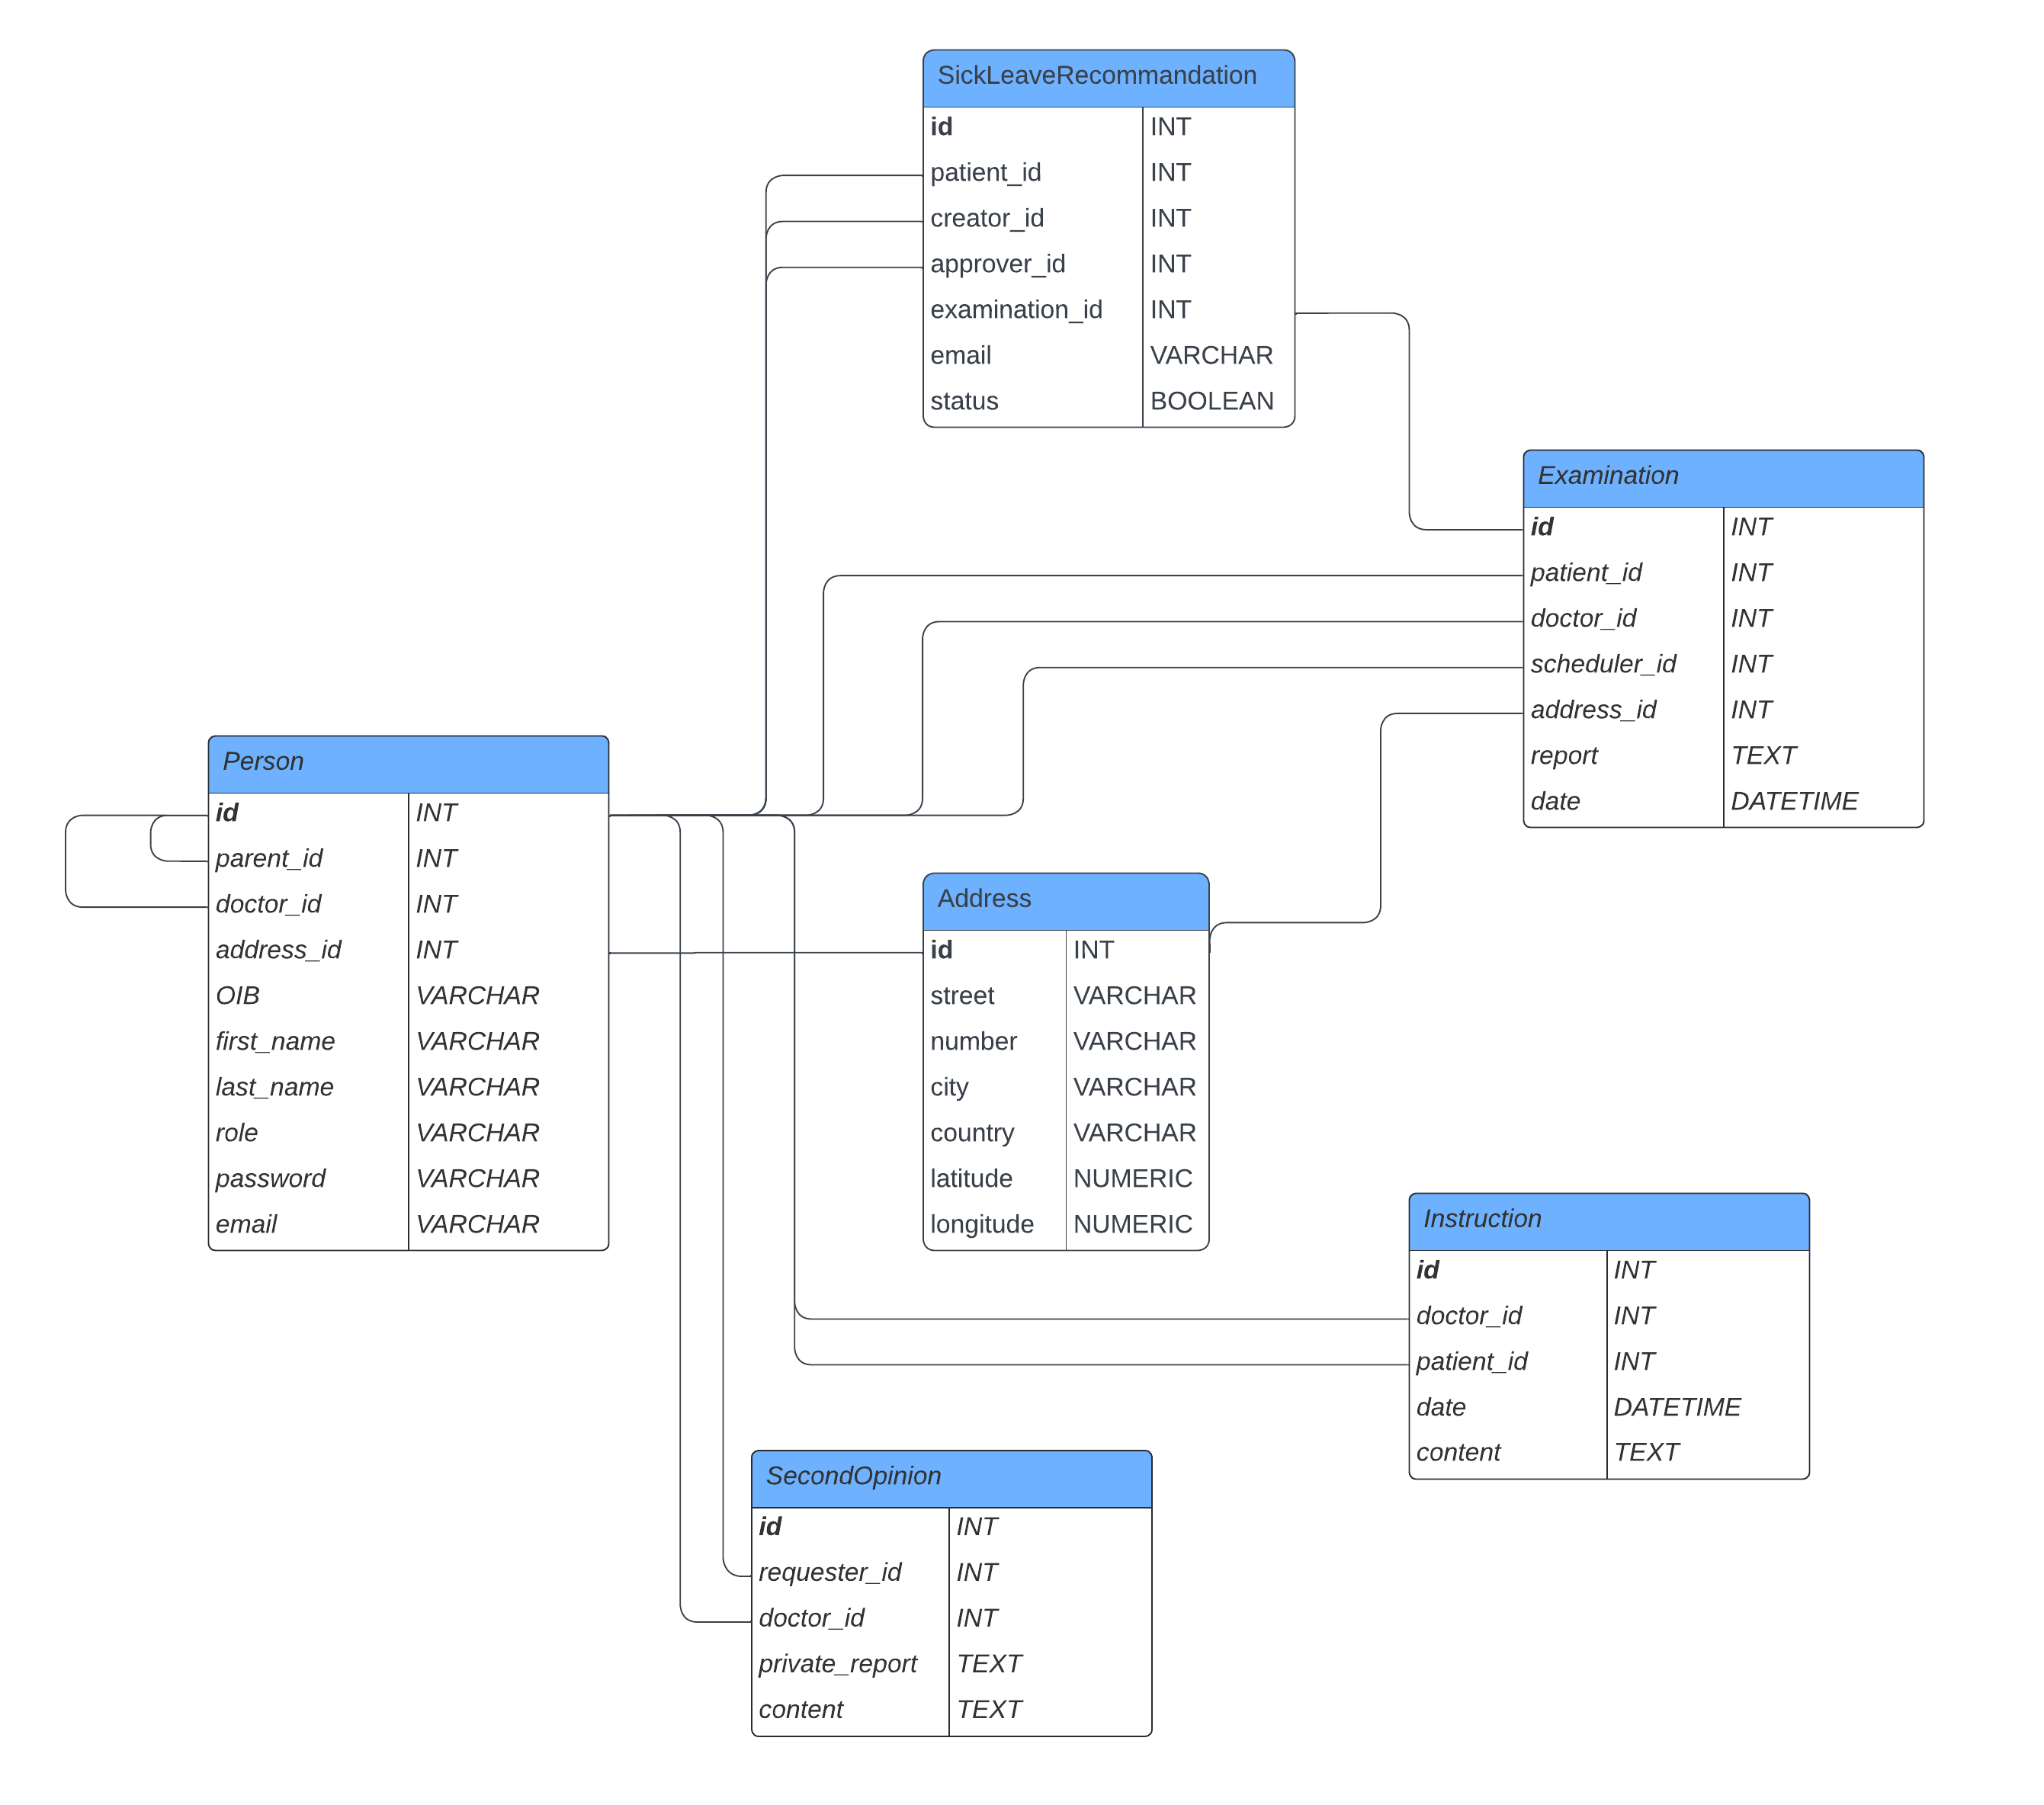 SickLeaveRecommandation
id INT
patient_id INT
creator_id INT
approver_id INT
examination_id INT
email VARCHAR
status BOOLEAN
Examination
id INT
patient_id INT
doctor_id INT
scheduler_id INT
address_id INT
report TEXT
date DATETIME
Person
id INT
parent_id INT
doctor_id INT
address_id INT
OIB VARCHAR
first_name VARCHAR
last_name VARCHAR
role VARCHAR
password VARCHAR
email VARCHAR
Address
id INT
street VARCHAR
number VARCHAR
city VARCHAR
country VARCHAR
latitude NUMERIC
longitude NUMERIC
Instruction
id INT
doctor_id INT
patient_id INT
date DATETIME
content TEXT
SecondOpinion
id INT
requester_id INT
doctor_id INT
private_report TEXT
content TEXT